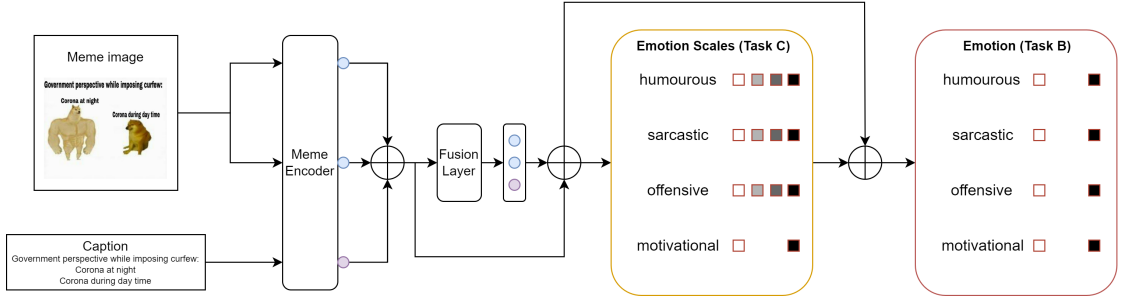 Meme image
Government perspective while imposing curfew:
Corona at night
Corona during day time
Caption
Government perspective while imposing curfew:
Corona at night
Corona during day time
Meme
Encoder
Fusion
Layer
Emotion Scales (Task C)
humourous
sarcastic
offensive
motivational
Emotion (Task B)
humourous
sarcastic
offensive
motivational